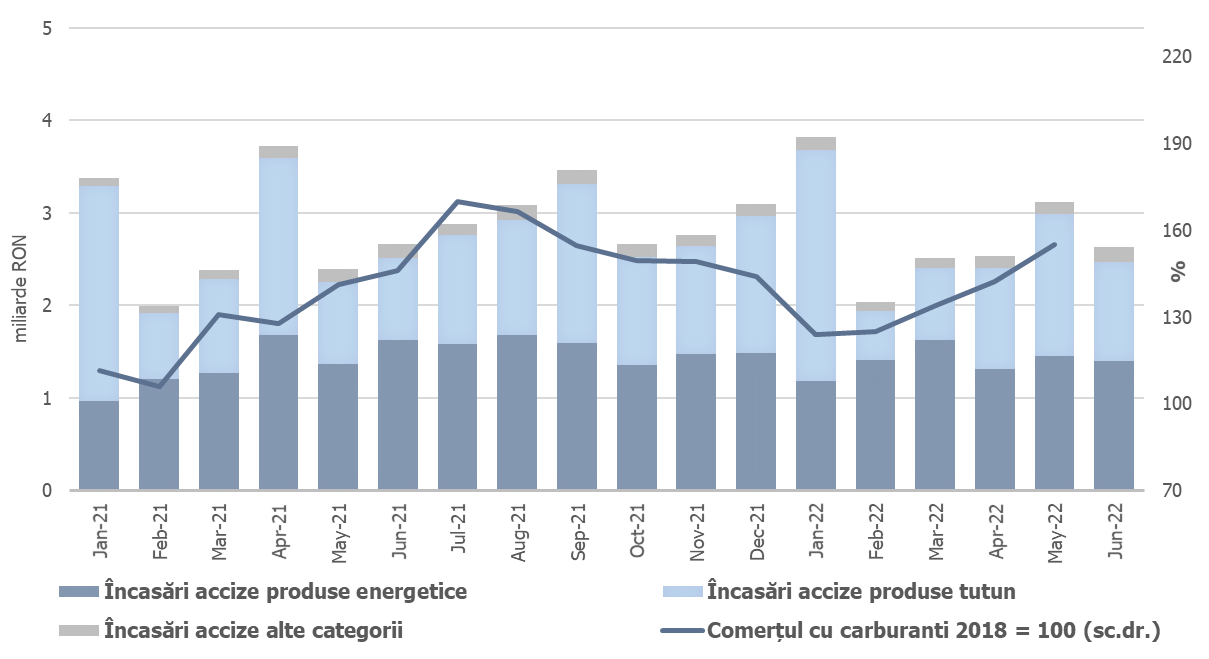 5
4
3
2
1
0
miliarde RON
220
190
160
130
100
70
%
Jan-21
Feb-21
Mar-21
Apr-21
May-21
Jun-21
Jul-21
Aug-21
Sep-21
Oct-21
Nov-21
Dec-21
Jan-22
Feb-22
Mar-22
Apr-22
May-22
Jun-22
Încasări accize produse energetice
Încasări accize produse tutun
Încasări accize alte categorii
Comerțul cu carburanti 2018 = 100 (sc.dr.)